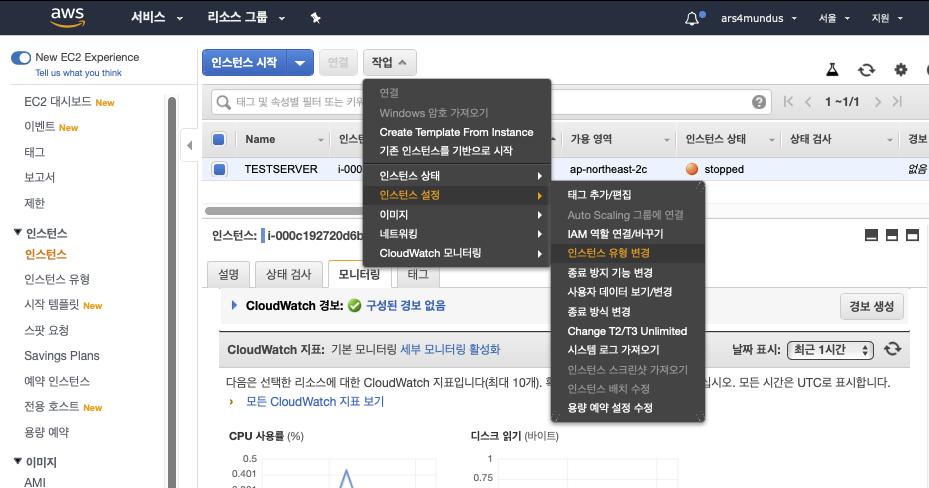 aws 서비스 리소스 그룹 ars4mundus 서울 지원
New EC2 Experience
Tell us what you think
EC2 대시보드 New
이벤트 New
태그
보고서
제한
인스턴스
인스턴스
인스턴스 유형
시작 템플릿 New
스팟 요청
Savings Plans
예약 인스턴스
전용 호스트 New
용량 예약
이미지
AMI
인스턴스 시작 연결 작업
태그 및 속성별 필터 또는 키워 1 ~1/1
Name 인스턴 가용 영역 인스턴스 상태 상태 검사 경보
TESTSERVER i-000 ap-northeast-2c stopped 없음
연결
Windows 암호 가져오기
Create Template From Instance
기존 인스턴스를 기반으로 시작
인스턴스 상태
인스턴스 설정
이미지
네트워킹
CloudWatch 모니터링
태그 추가/편집
Auto Scaling 그룹에 연결
IAM 역할 연결/바꾸기
인스턴스 유형 변경
종료 방지 기능 변경
사용자 데이터 보기/변경
종료 방식 변경
Change T2/T3 Unlimited
시스템 로그 가져오기
인스턴스 스크린샷 가져오기
인스턴스 배치 수정
용량 예약 설정 수정
인스턴스: i-000c192720d6b
설명 상태 검사 모니터링 태그
CloudWatch 경보: 구성된 경보 없음 경보 생성
CloudWatch 지표: 기본 모니터링 세부 모니터링 활성화 날짜 표시: 최근 1시간
다음은 선택한 리소스에 대한 CloudWatch 지표입니다(최대 10개). 십시오. 모든 시간은 UTC로 표시합니다.
모든 CloudWatch 지표 보기
CPU 사용률 (%) 디스크 읽기 (바이트)
0.5 1
0.401 0.75